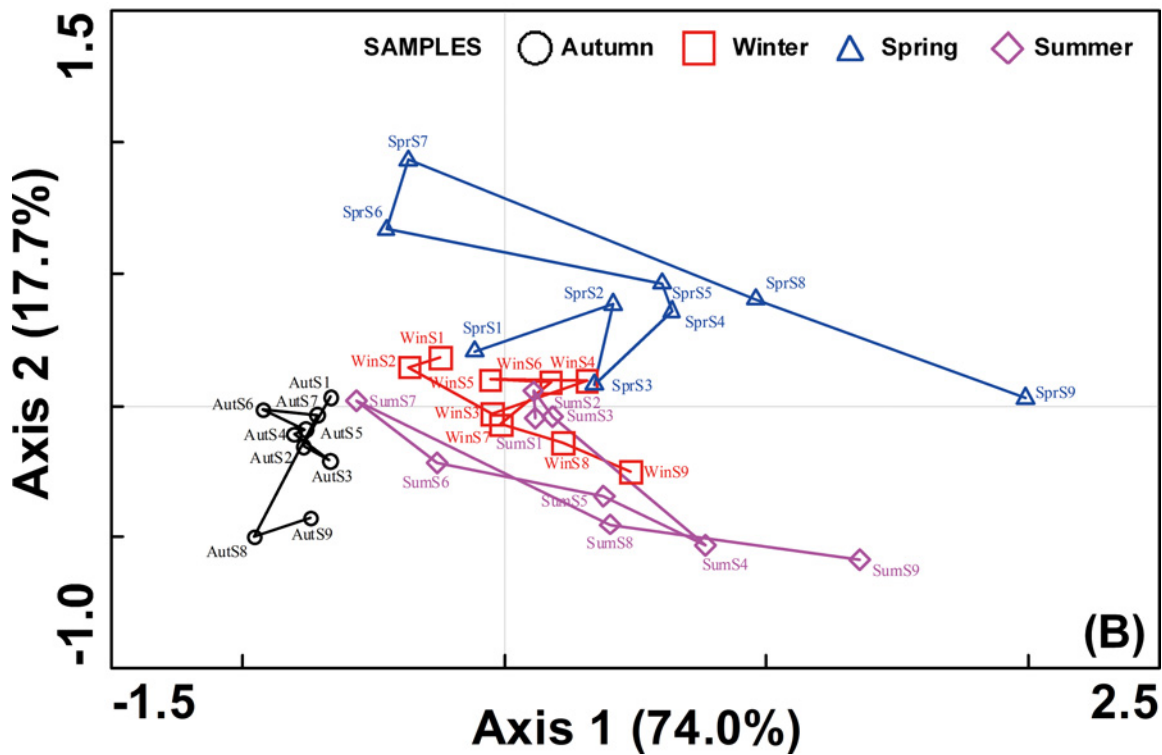 1.5
SAMPLES Autumn Winter Spring Summer
SprS7
SprS6
SprS8
SprS5
SprS2
SprS4
SprS1
WinS1
WinS2
WinS6 WinS4
WinS5
SprS3
SprS9
AutS1
SumS7
SumS2
AutS6 AutS7
WinS3
SumS3
AutS4 AutS5
WinS7 SumS1
AutS2
WinS8
AutS3
WinS9
SumS6
SumS5
AutS9
SumS8
AutS8
SumS4
SumS9
Axis 2 (17.7%)
-1.0
(B)
-1.5
2.5
Axis 1 (74.0%)